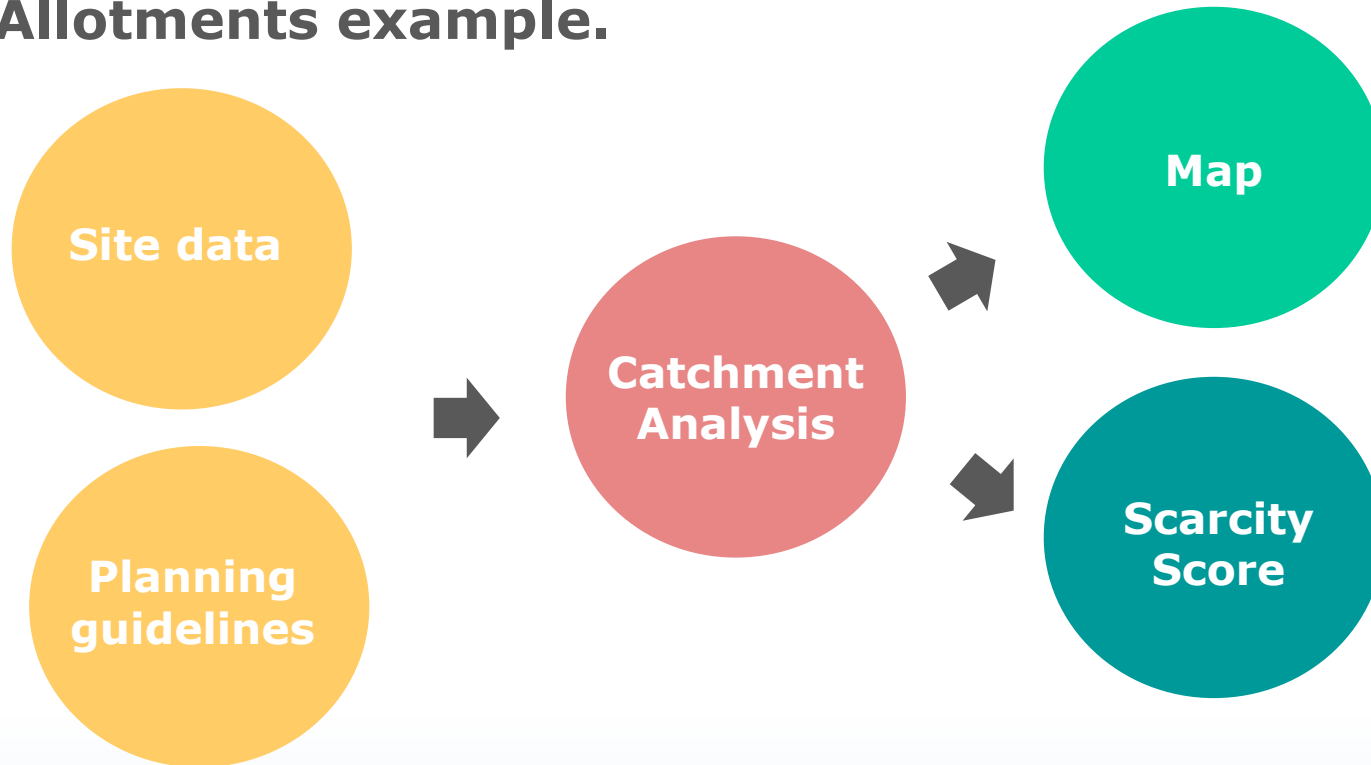 Allotments example.
Site data
Planning
guidelines
Catchment
Analysis
Map
Scarcity
Score